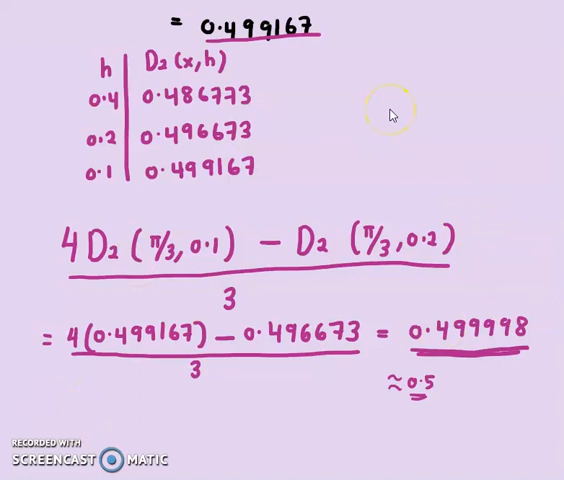 = 0.499167
h D₂(x,h)
0.4 0.486773
0.2 0.496673
0.1 0.499167
4D₂(π/3,0.1) - D₂(π/3,0.2)
3
= 4(0.499167) - 0.496673 = 0.499998
3
≈ 0.5
RECORDED WITH
SCREENCAST MATIC